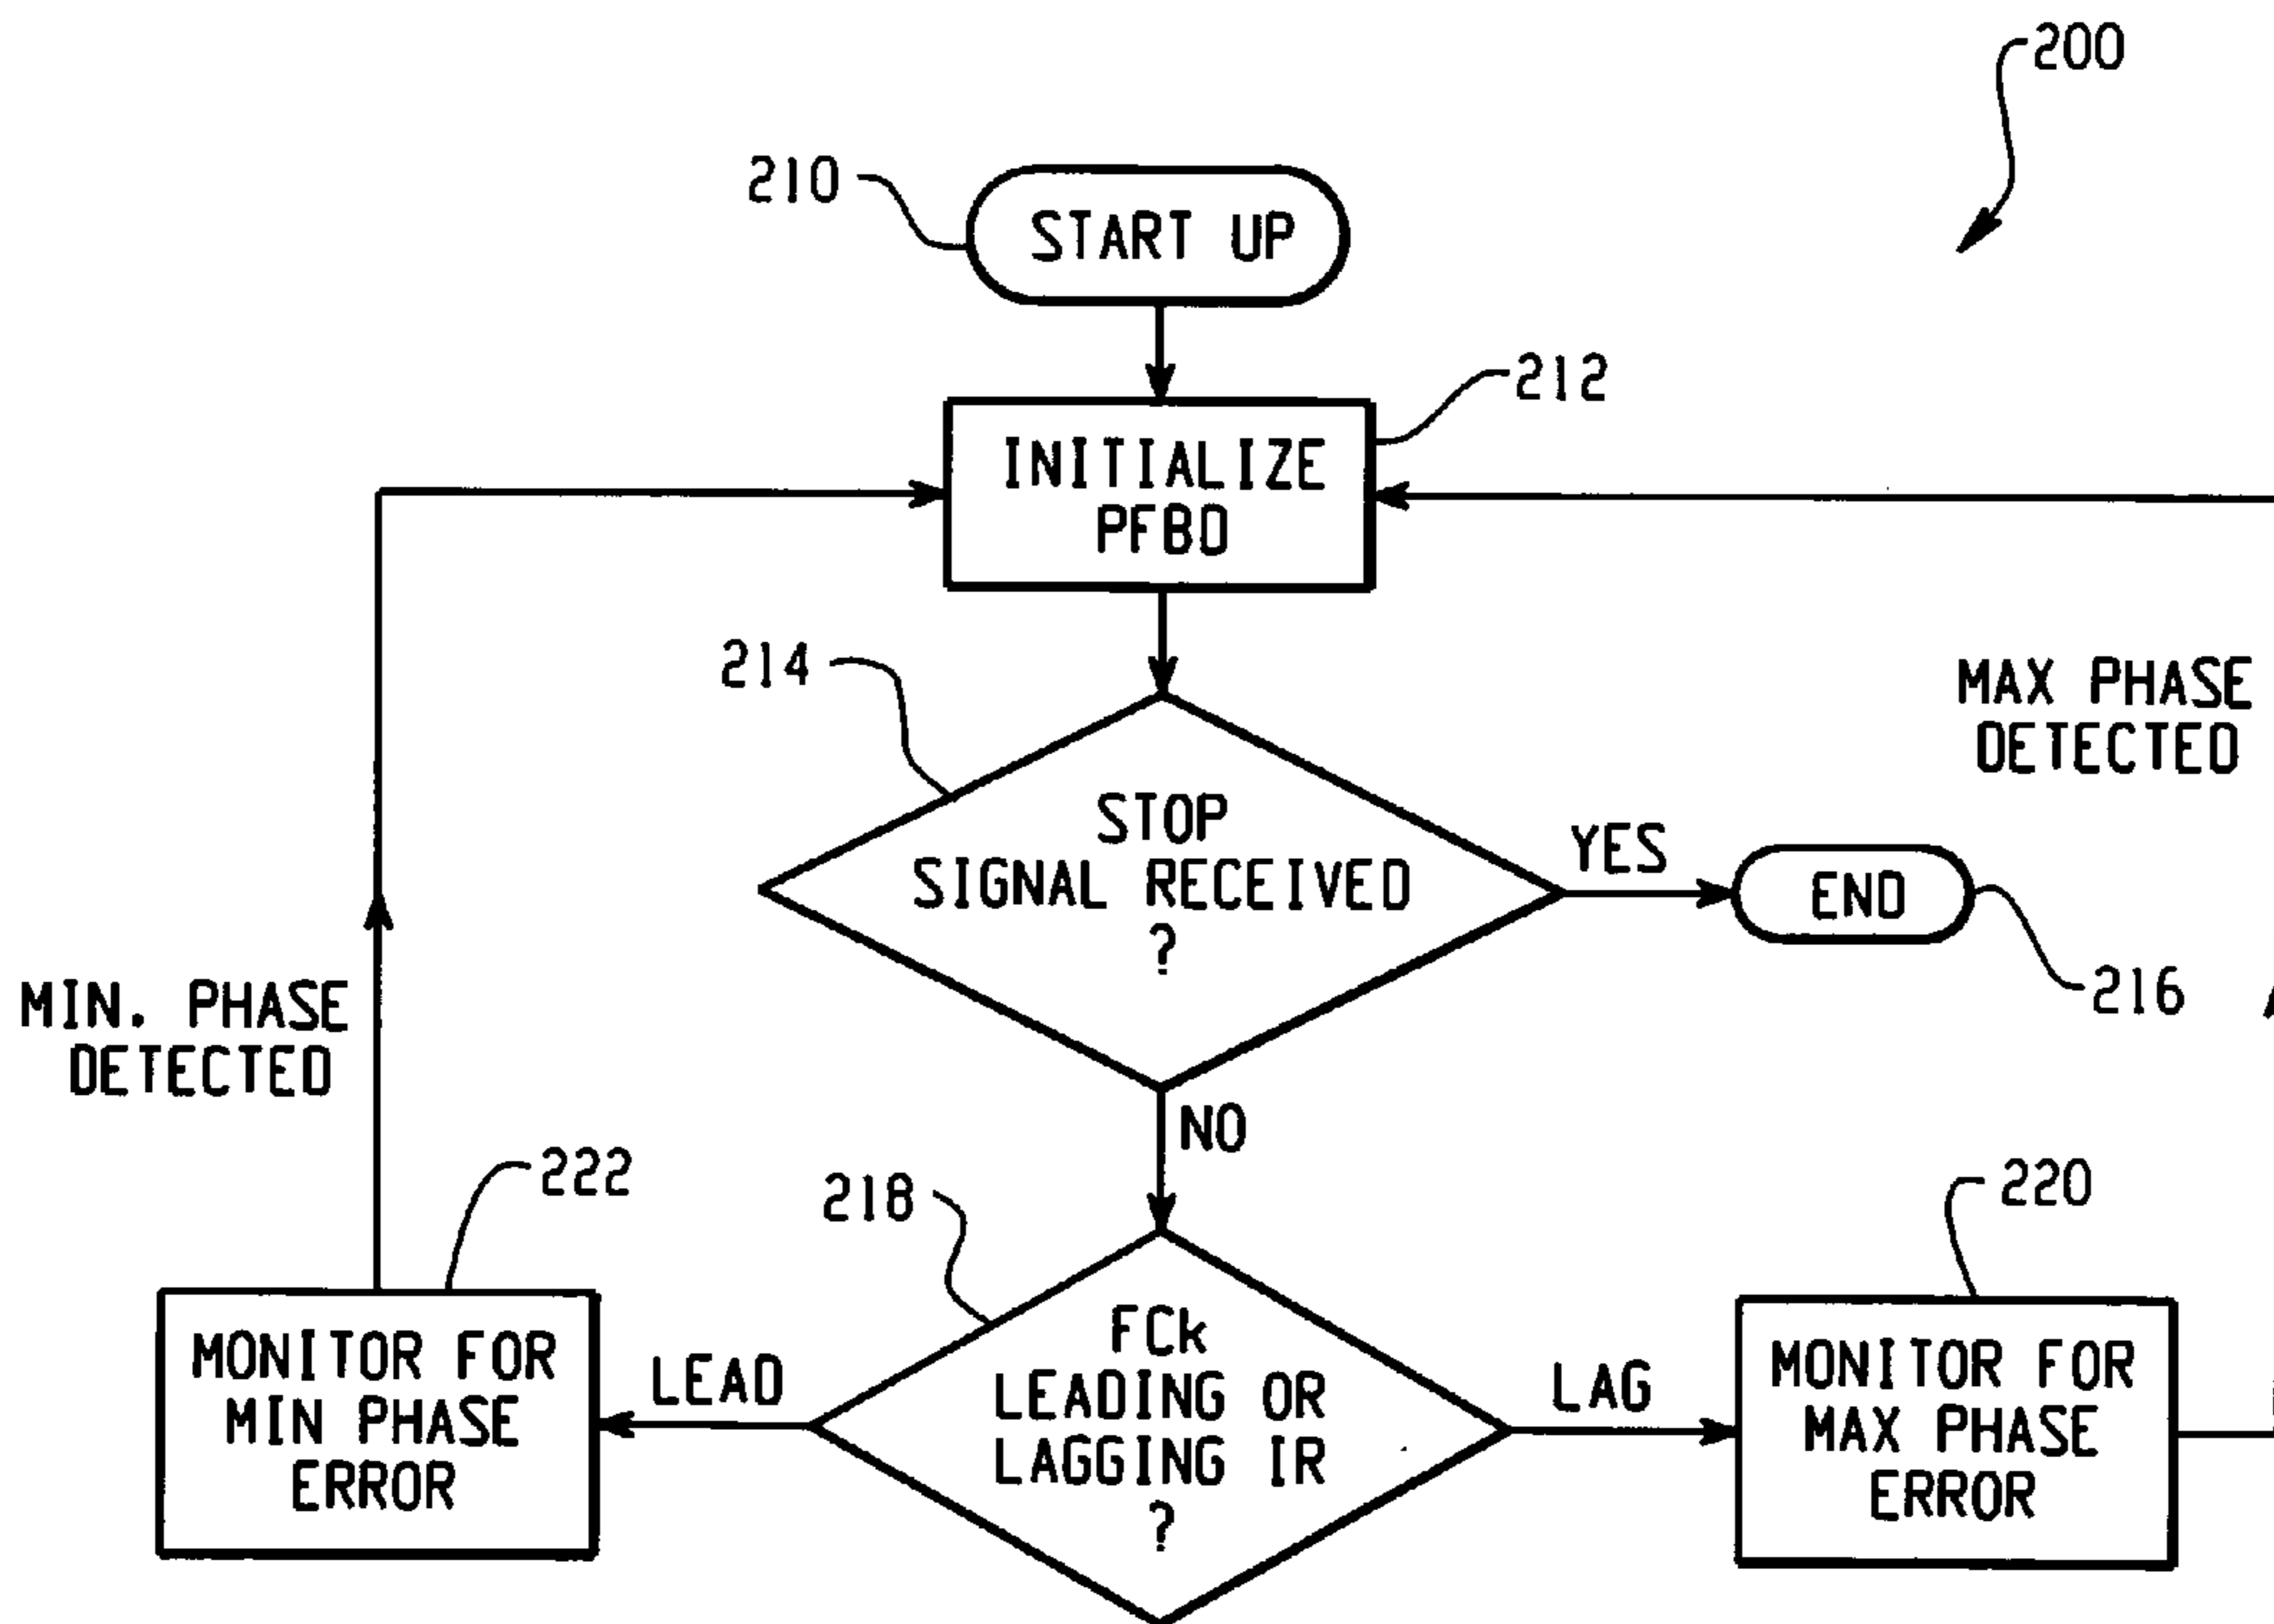 200
210
START UP
212
INITIALIZE
PFBD
214
STOP
SIGNAL RECEIVED
?
YES
END
216
MAX PHASE
DETECTED
MIN. PHASE
DETECTED
NO
222
218
220
MONITOR FOR
MIN PHASE
ERROR
LEAD
FCk
LEADING OR
LAGGING IR
?
LAG
MONITOR FOR
MAX PHASE
ERROR